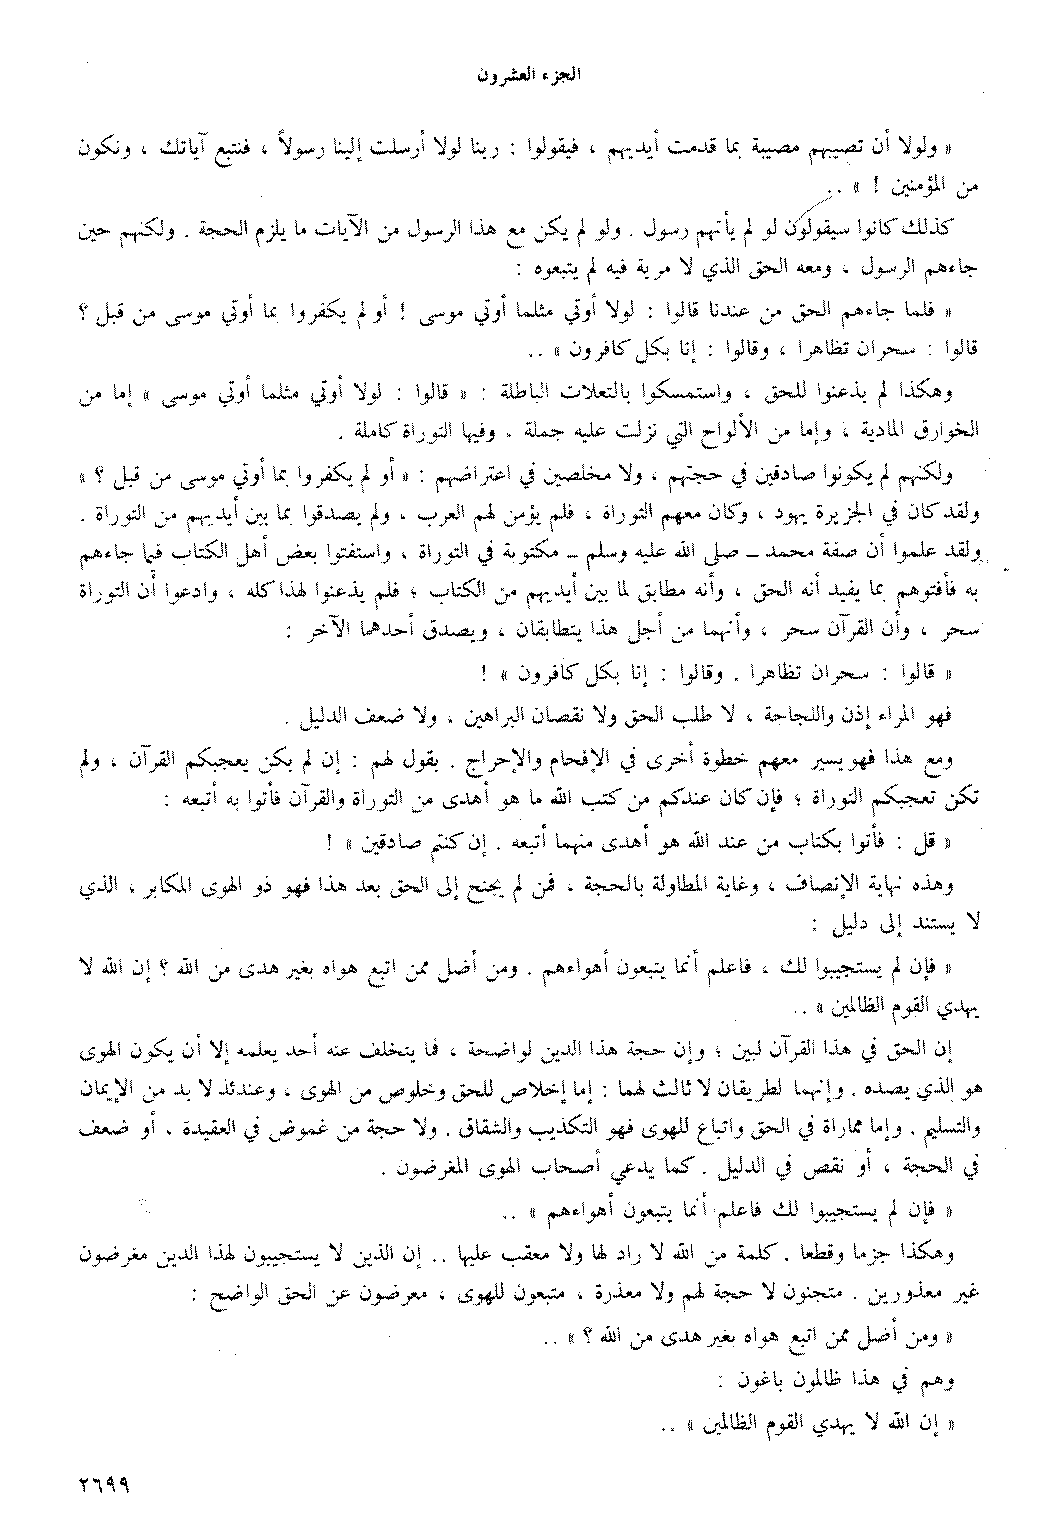 الجزء العشرون
« ولولا أن تصيبهم مصيبة بما قدمت أيديهم ، فيقولوا : ربنا لولا أرسلت إلينا رسولاً ، فنتبع آياتك ، ونكون
من المؤمنين ! » ..
كذلك كانوا سيقولون لو لم يأتهم رسول . ولو لم يكن مع هذا الرسول من الآيات ما يلزم الحجة . ولكنهم حين
جاءهم الرسول ، ومعه الحق الذي لا مرية فيه لم يتبعوه :
« فلما جاءهم الحق من عندنا قالوا : لولا أوتي مثلما أوتي موسى ! أو لم يكفروا بما أوتي موسى من قبل ؟
قالوا : سحران تظاهرا ، وقالوا : إنا بكل كافرون » ..
وهكذا لم يذعنوا للحق ، واستمسكوا بالتعلات الباطلة : « قالوا : لولا أوتي مثلما أوتي موسى » إما من
الخوارق المادية ، وإما من الألواح التي نزلت عليه جملة ، وفيها التوراة كاملة .
ولكنهم لم يكونوا صادقين في حجتهم ، ولا مخلصين في اعتراضهم : « أو لم يكفروا بما أوتي موسى من قبل ؟ »
ولقد كان في الجزيرة يهود ، وكان معهم التوراة ، فلم يؤمن لهم العرب ، ولم يصدقوا بما بين أيديهم من التوراة .
ولقد علموا أن صفة محمد – صلى الله عليه وسلم – مكتوبة في التوراة ، واستفتوا بعض أهل الكتاب فيما جاءهم
به فأفتوهم بما يفيد أنه الحق ، وأنه مطابق لما بين أيديهم من الكتاب ؛ فلم يذعنوا لهذا كله ، وادعوا أن التوراة
سحر ، وأن القرآن سحر ، وأنهما من أجل هذا يتطابقان ، ويصدق أحدهما الآخر :
« قالوا : سحران تظاهرا . وقالوا : إنا بكل كافرون » !
فهو المراء إذن واللجاجة ، لا طلب الحق ولا نقصان البراهين ، ولا ضعف الدليل .
ومع هذا فهو يسير معهم خطوة أخرى في الإفحام والإحراج . يقول لهم : إن لم يكن يعجبكم القرآن ، ولم
تكن تعجبكم التوراة ؛ فإن كان عندكم من كتب الله ما هو أهدى من التوراة والقرآن فأتوا به أتبعه :
« قل : فأتوا بكتاب من عند الله هو أهدى منهما أتبعه . إن كنتم صادقين » !
وهذه نهاية الإنصاف ، وغاية المطاولة بالحجة ، فمن لم يجنح إلى الحق بعد هذا فهو ذو الهوى المكابر ، الذي
لا يستند إلى دليل :
« فإن لم يستجيبوا لك ، فاعلم أنما يتبعون أهواءهم . ومن أضل ممن اتبع هواه بغير هدى من الله ؟ إن الله لا
يهدي القوم الظالمين » ..
إن الحق في هذا القرآن لبين ؛ وإن حجة هذا الدين لواضحة ، فما يتخلف عنه أحد يعلمه إلا أن يكون الهوى
هو الذي يصده . وإنهما لطريقان لا ثالث لهما : إما إخلاص للحق وخلوص من الهوى ، وعندئذ لا بد من الإيمان
والتسليم . وإما مماراة في الحق واتباع للهوى فهو التكذيب والشقاق . ولا حجة من غموض في العقيدة ، أو ضعف
في الحجة ، أو نقص في الدليل . كما يدعي أصحاب الهوى المغرضون .
« فإن لم يستجيبوا لك فاعلم أنما يتبعون أهواءهم » ..
وهكذا جزما وقطعا . كلمة من الله لا راد لها ولا معقب عليها .. إن الذين لا يستجيبون لهذا الدين مغرضون
غير معذورين . متجنون لا حجة لهم ولا معذرة ، متبعون للهوى ، معرضون عن الحق الواضح :
« ومن أضل ممن اتبع هواه بغير هدى من الله ؟ » ..
وهم في هذا ظالمون باغون :
« إن الله لا يهدي القوم الظالمين » ..
٢٦٩٩